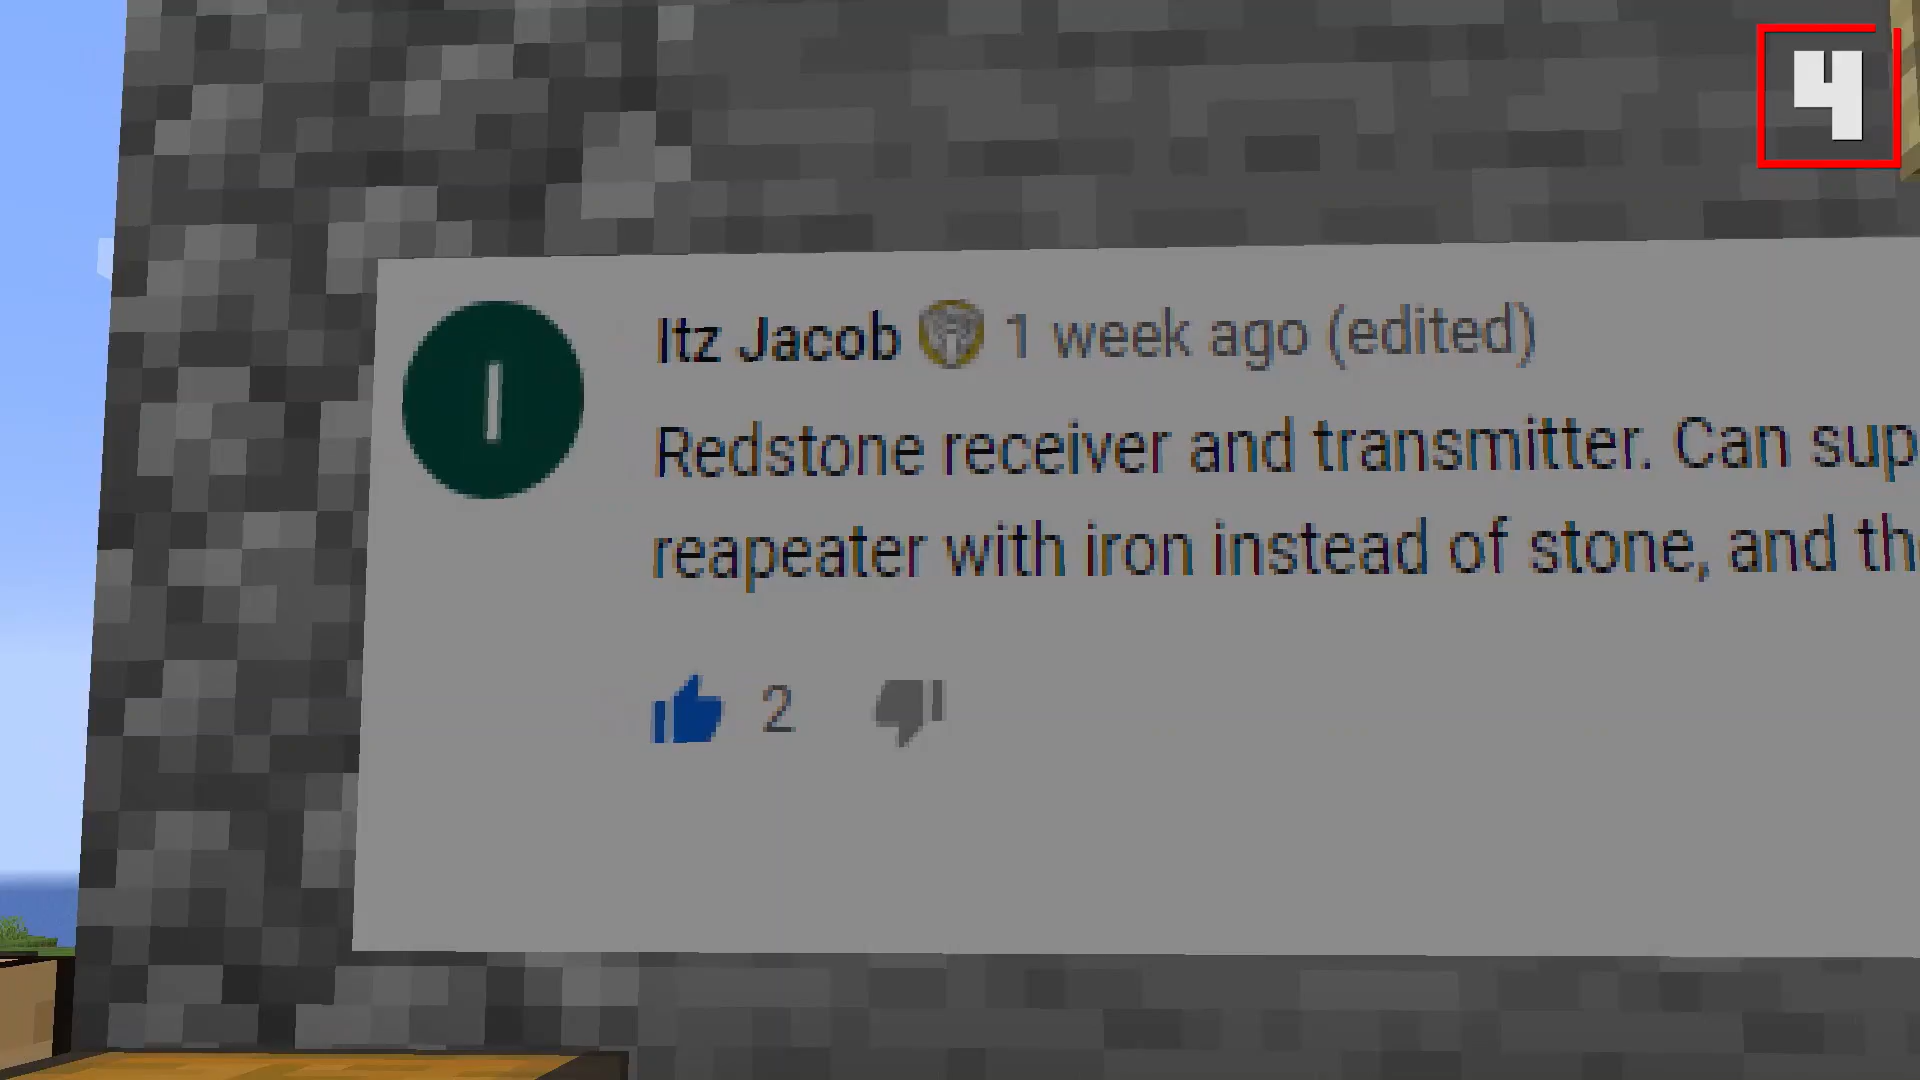 4
I
Itz Jacob 1 week ago (edited)
Redstone receiver and transmitter. Can sup
reapeater with iron instead of stone, and th
2